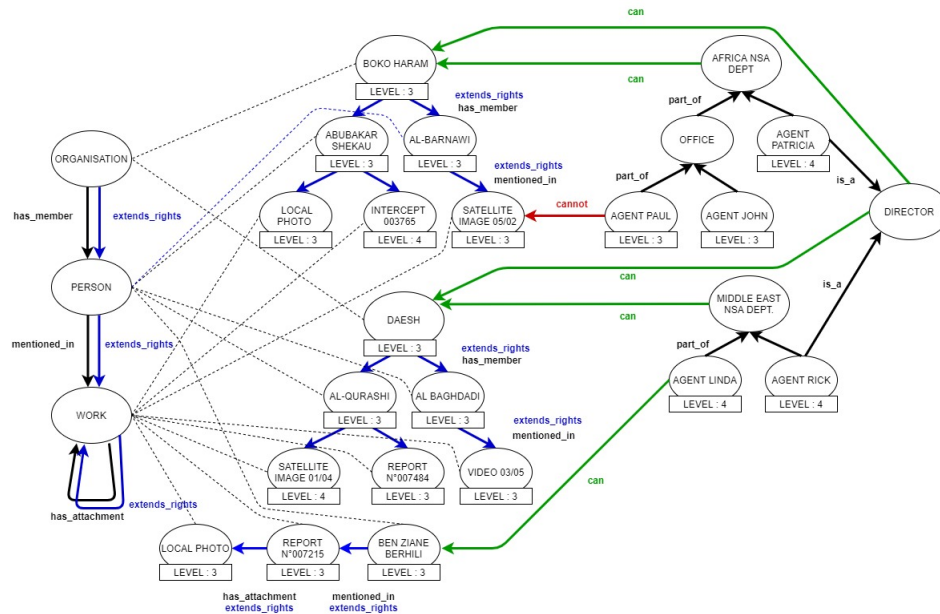 can
BOKO HARAM
LEVEL : 3
can
AFRICA NSA
DEPT
extends_rights
has_member
part_of
ORGANISATION
ABUBAKAR
SHEKAU
LEVEL : 3
AL-BARNAWI
LEVEL : 3
OFFICE
AGENT
PATRICIA
LEVEL : 4
extends_rights
mentioned_in
part_of
is_a
has_member
extends_rights
LOCAL
PHOTO
LEVEL : 3
INTERCEPT
003765
LEVEL : 4
SATELLITE
IMAGE 05/02
LEVEL : 3
cannot
AGENT PAUL
LEVEL : 3
AGENT JOHN
LEVEL : 3
DIRECTOR
can
PERSON
MIDDLE EAST
NSA DEPT.
is_a
DAESH
LEVEL : 3
can
mentioned_in
extends_rights
extends_rights
has_member
part_of
WORK
AL-QURASHI
LEVEL : 3
AL BAGHDADI
LEVEL : 3
AGENT LINDA
LEVEL : 4
AGENT RICK
LEVEL : 4
extends_rights
mentioned_in
SATELLITE
IMAGE 01/04
LEVEL : 4
REPORT
N°007484
LEVEL : 3
VIDEO 03/05
LEVEL : 3
can
extends_rights
has_attachment
LOCAL PHOTO
LEVEL : 3
REPORT
N°007215
LEVEL : 3
BEN ZIANE
BERHILI
LEVEL : 3
has_attachment
extends_rights
mentioned_in
extends_rights